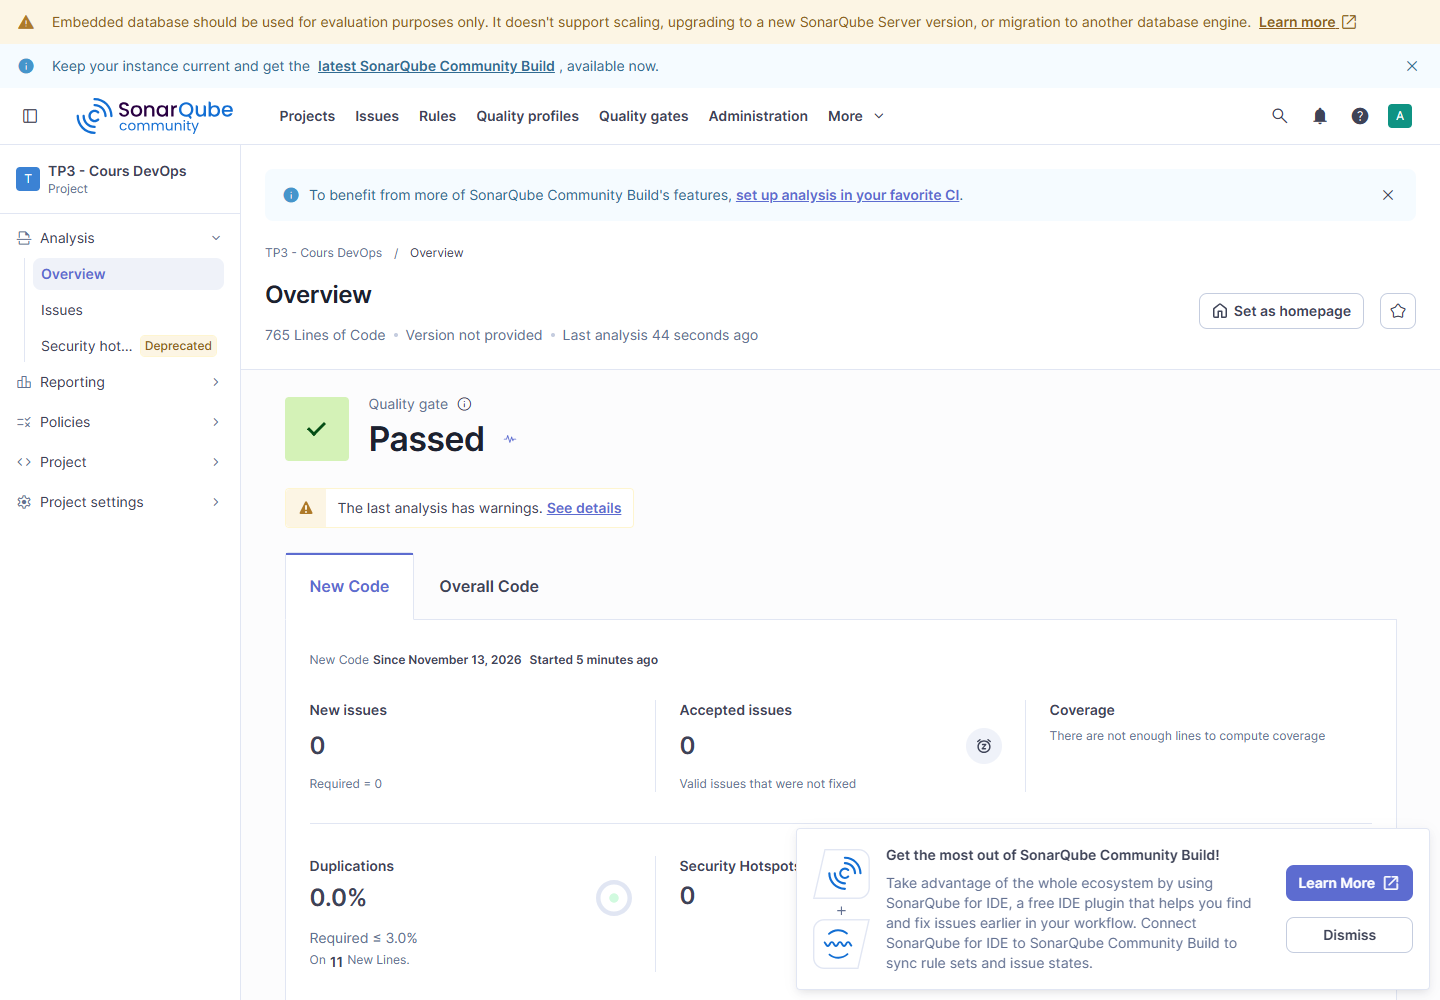 Embedded database should be used for evaluation purposes only. It doesn't support scaling, upgrading to a new SonarQube Server version, or migration to another database engine. Learn more
Keep your instance current and get the latest SonarQube Community Build , available now.
SonarQube
community
Projects
Issues
Rules
Quality profiles
Quality gates
Administration
More
?
A
T
TP3 - Cours DevOps
Project
Analysis
Overview
Issues
Security hot...
Deprecated
Reporting
Policies
Project
Project settings
To benefit from more of SonarQube Community Build's features, set up analysis in your favorite CI.
TP3 - Cours DevOps / Overview
Overview
765 Lines of Code • Version not provided • Last analysis 44 seconds ago
Set as homepage
Quality gate
Passed
The last analysis has warnings. See details
New Code
Overall Code
New Code Since November 13, 2026 Started 5 minutes ago
New issues
0
Required = 0
Accepted issues
0
Valid issues that were not fixed
Coverage
There are not enough lines to compute coverage
Duplications
0.0%
Required ≤ 3.0%
On 11 New Lines.
Security Hotspots
0
Get the most out of SonarQube Community Build!
Take advantage of the whole ecosystem by using
SonarQube for IDE, a free IDE plugin that helps you find
and fix issues earlier in your workflow. Connect
SonarQube for IDE to SonarQube Community Build to
sync rule sets and issue states.
+
Learn More
Dismiss